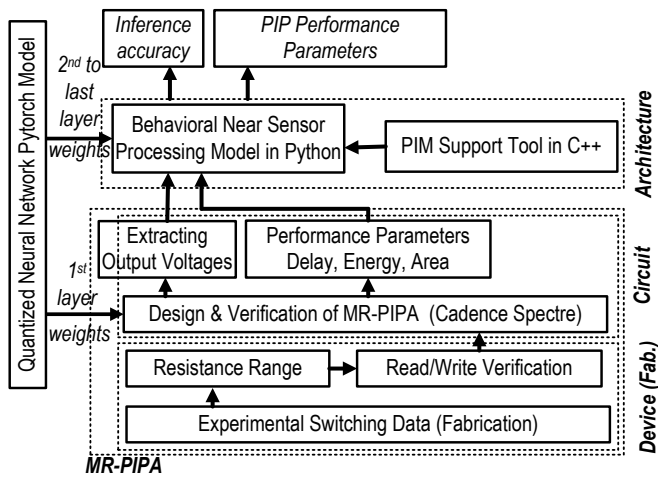 Quantized Neural Network Pytorch Model
Inference
accuracy
PIP Performance
Parameters
2nd to
last
layer
weights
Behavioral Near Sensor
Processing Model in Python
PIM Support Tool in C++
Architecture
Extracting
Output Voltages
Performance Parameters
Delay, Energy, Area
1st
layer
weights
Design & Verification of MR-PIPA (Cadence Spectre)
Circuit
Resistance Range
Read/Write Verification
Experimental Switching Data (Fabrication)
Device (Fab.)
MR-PIPA